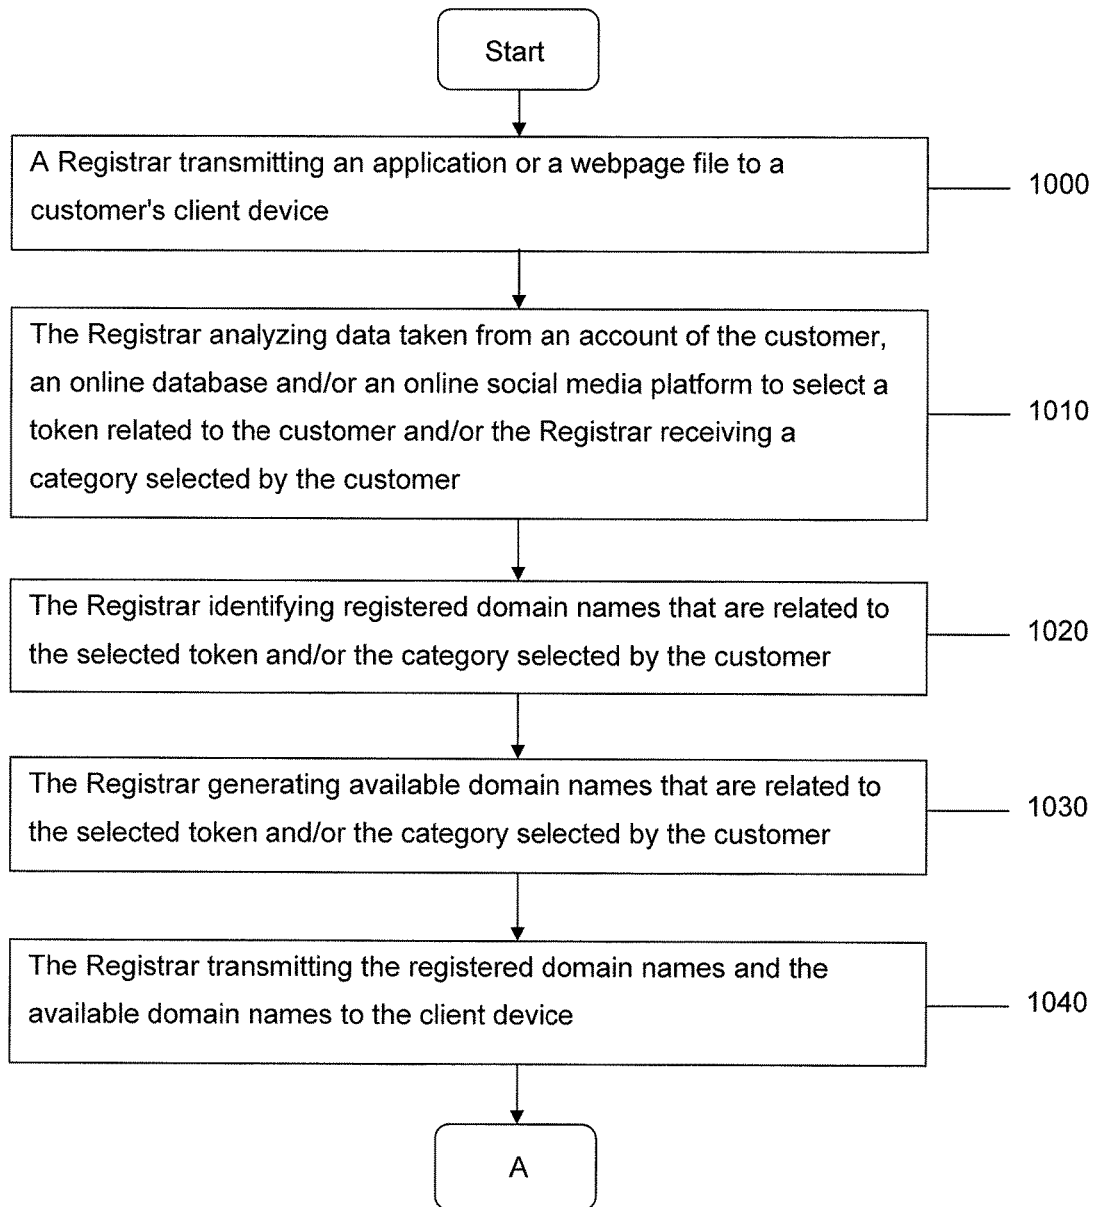 Start
A Registrar transmitting an application or a webpage file to a
customer's client device
1000
The Registrar analyzing data taken from an account of the customer,
an online database and/or an online social media platform to select a
token related to the customer and/or the Registrar receiving a
category selected by the customer
1010
The Registrar identifying registered domain names that are related to
the selected token and/or the category selected by the customer
1020
The Registrar generating available domain names that are related to
the selected token and/or the category selected by the customer
1030
The Registrar transmitting the registered domain names and the
available domain names to the client device
1040
A